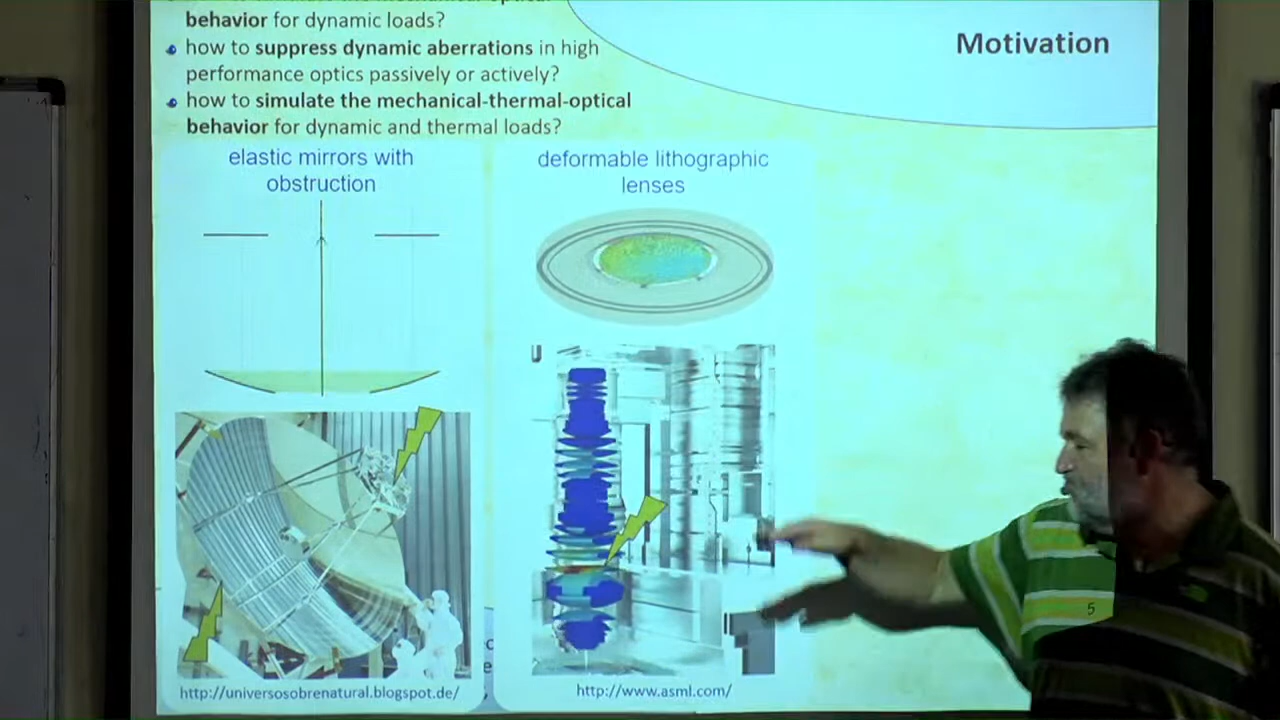 behavior for dynamic loads?
how to suppress dynamic aberrations in high
performance optics passively or actively?
how to simulate the mechanical-thermal-optical
behavior for dynamic and thermal loads?
Motivation
elastic mirrors with
obstruction
deformable lithographic
lenses
http://universosobrenatural.blogspot.de/
http://www.asml.com/
5